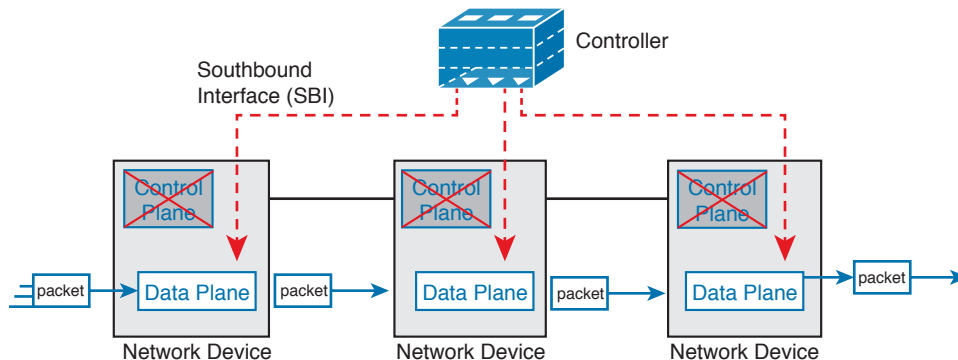 Controller
Southbound
Interface (SBI)
Control
Plane
Control
Plane
Control
Plane
packet
Data Plane
packet
Data Plane
packet
Data Plane
packet
Network Device
Network Device
Network Device